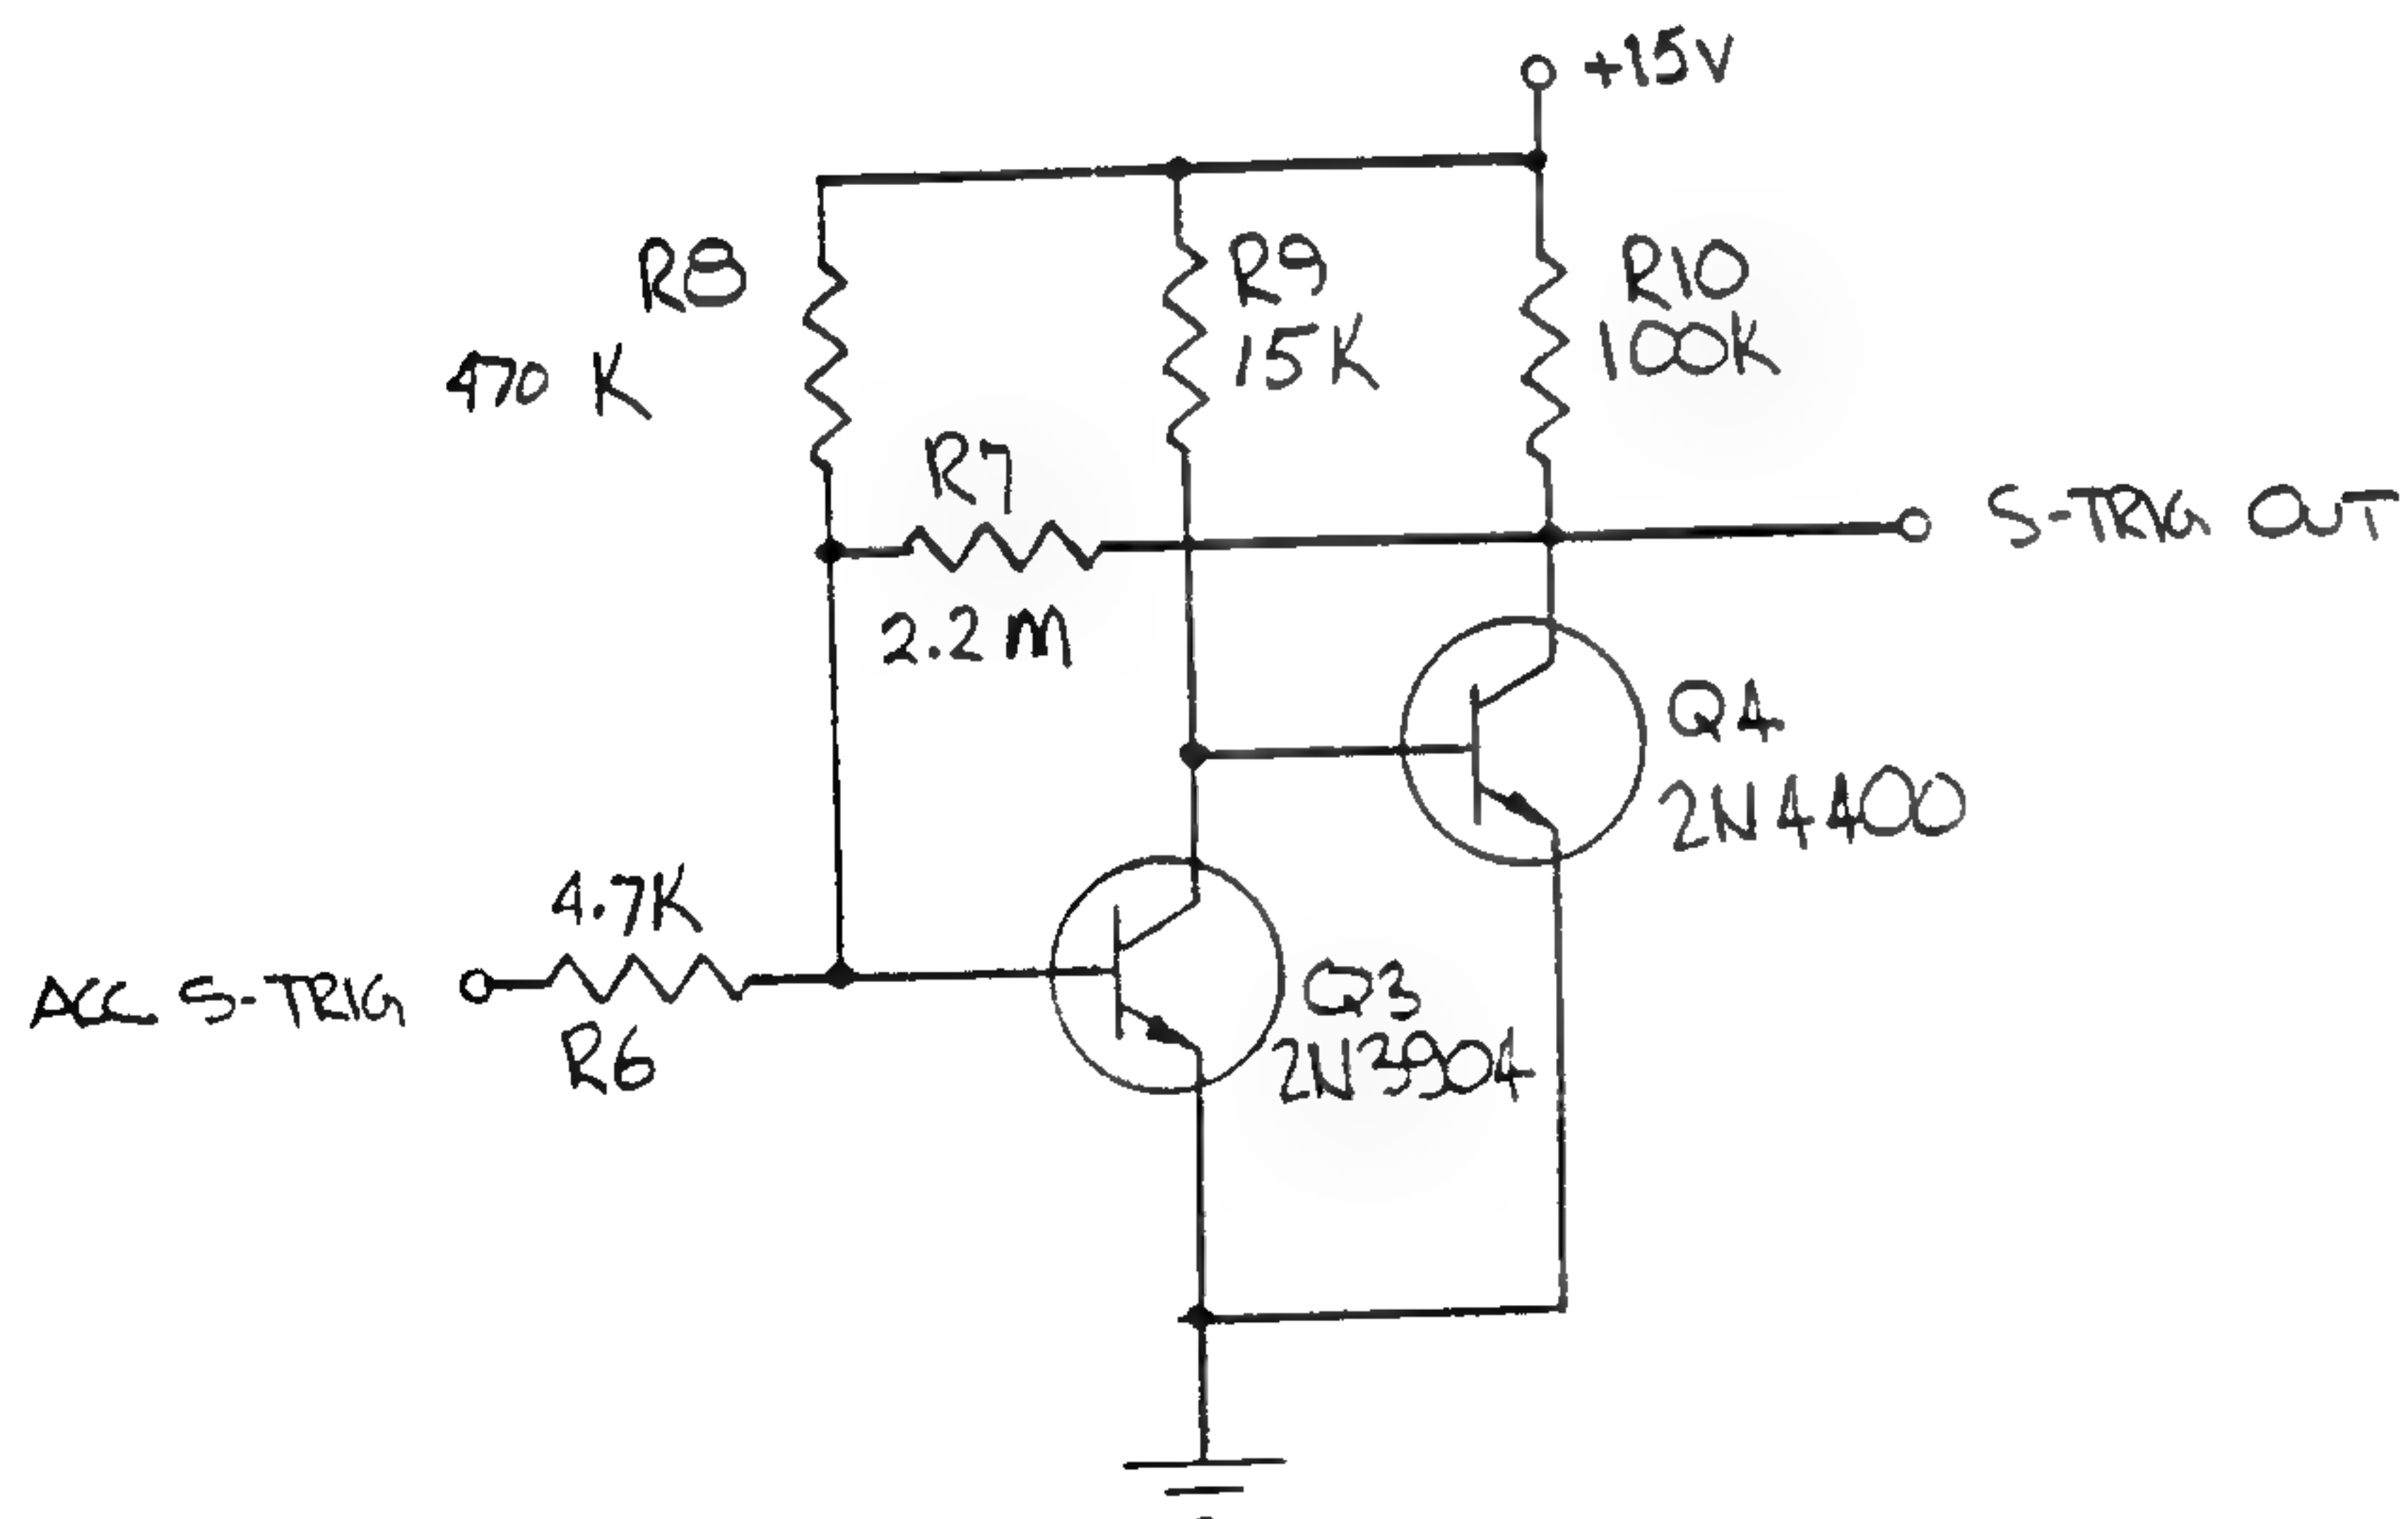 +15V
R8
470 K
R9
15K
R10
100K
R7
2.2 M
S-TRIG OUT
Q4
2N4400
4.7K
ACC S-TRIG
R6
Q3
2N3904